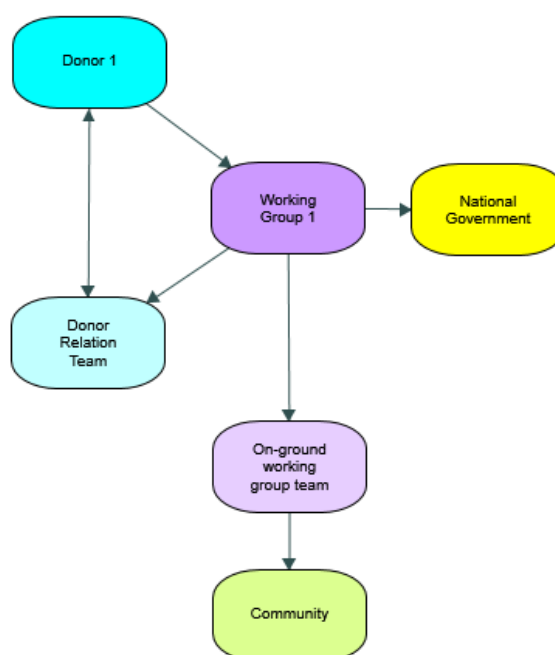 Donor 1
Working
Group 1
National
Government
Donor
Relation
Team
On-ground
working
group team
Community